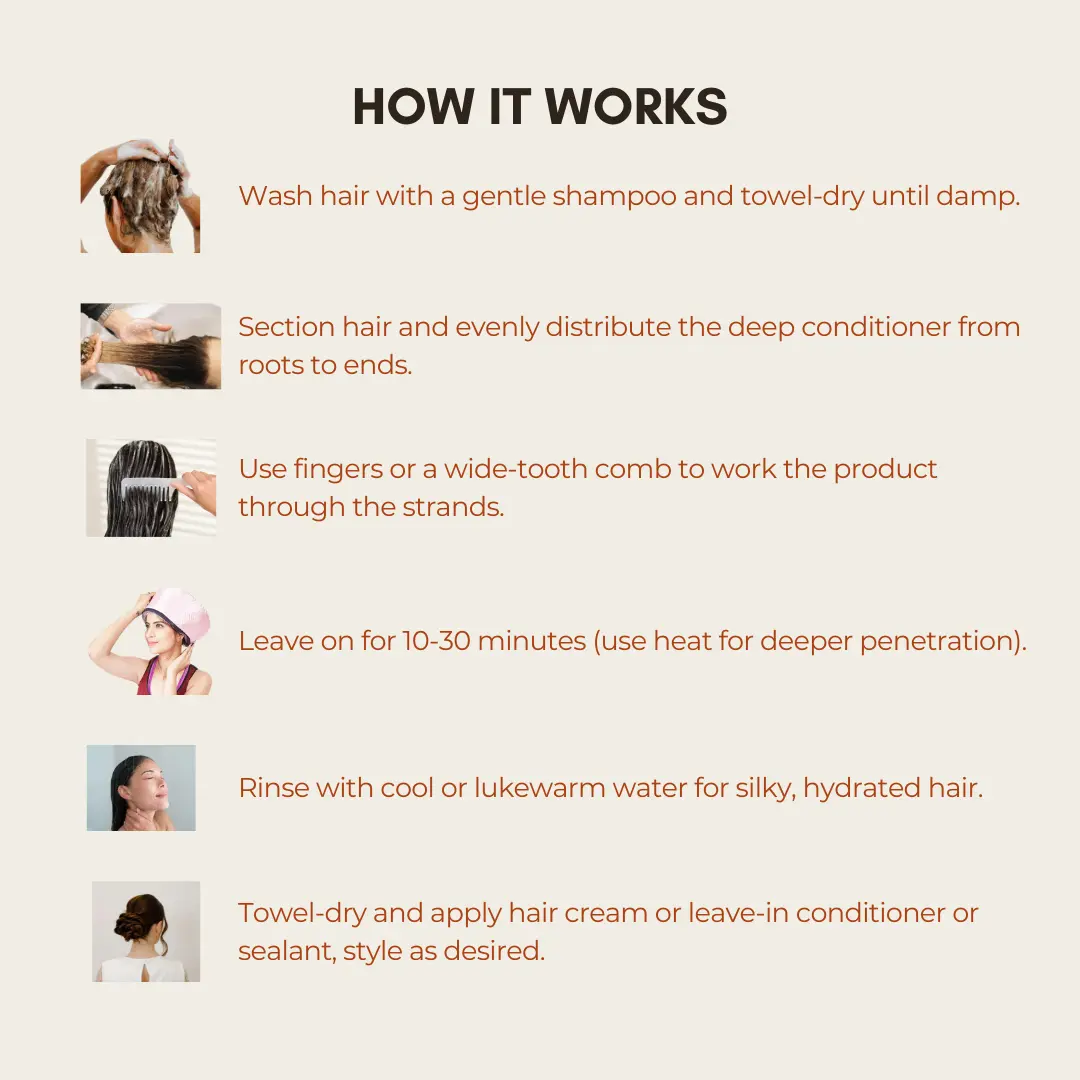 HOW IT WORKS
Wash hair with a gentle shampoo and towel-dry until damp.
Section hair and evenly distribute the deep conditioner from
roots to ends.
Use fingers or a wide-tooth comb to work the product
through the strands.
Leave on for 10-30 minutes (use heat for deeper penetration).
Rinse with cool or lukewarm water for silky, hydrated hair.
Towel-dry and apply hair cream or leave-in conditioner or
sealant, style as desired.